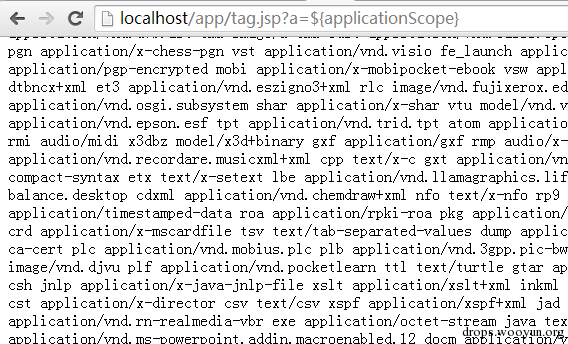 localhost/app/tag.jsp?a=${applicationScope}
pgn application/x-chess-pgn vst application/vnd.visio fe_launch applic
application/pgp-encrypted mobi application/x-mobipocket-ebook vsw appl
dtbncx+xml et3 application/vnd.eszigno3+xml rlc image/vnd.fujixerox.ed
application/vnd.osgi.subsystem shar application/x-shar vtu model/vnd.v
application/vnd.epson.esf tpt application/vnd.trid.tpt atom applicatio
rmi audio/midi x3dbz model/x3d+binary gxf application/gxf rmp audio/x-
application/vnd.recordare.musicxml+xml cpp text/x-c gxt application/vn
compact-syntax etx text/x-setext lbe application/vnd.llamagraphics.lif
balance.desktop cdxml application/vnd.chemdraw+xml nfo text/x-nfo rp9
application/timestamped-data roa application/rpki-roa pkg application/
crd application/x-mscardfile tsv text/tab-separated-values dump applic
ca-cert plc application/vnd.mobius.plc plb application/vnd.3gpp.pic-bw
image/vnd.djvu plf application/vnd.pocketlearn ttl text/turtle gtar ap
csh jnlp application/x-java-jnlp-file xslt application/xslt+xml inkml
cst application/x-director csv text/csv xspf application/xspf+xml jad
application/vnd.rn-realmedia-vbr exe application/octet-stream java tex
application/vnd.ms-powerpoint.addin.macroenabled.12 docm application/v
drops.wooyun.org